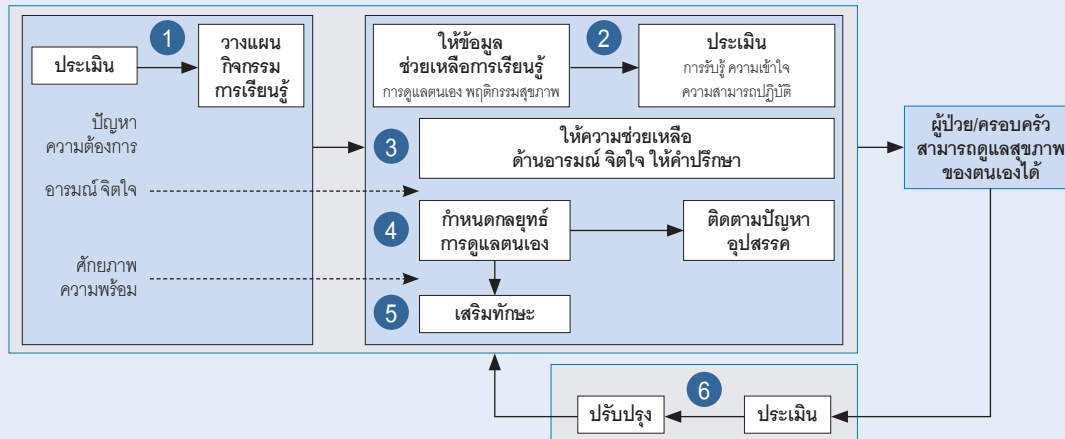 1
ประเมิน
วางแผน
กิจกรรม
การเรียนรู้
ปัญหา
ความต้องการ
อารมณ์ จิตใจ
ศักยภาพ
ความพร้อม
ให้ข้อมูล
ช่วยเหลือการเรียนรู้
การดูแลตนเอง พฤติกรรมสุขภาพ
2
ประเมิน
การรับรู้ ความเข้าใจ
ความสามารถปฏิบัติ
3
ให้ความช่วยเหลือ
ด้านอารมณ์ จิตใจ ให้คำปรึกษา
4
กำหนดกลยุทธ์
การดูแลตนเอง
ติดตามปัญหา
อุปสรรค
5
เสริมทักษะ
ผู้ป่วย/ครอบครัว
สามารถดูแลสุขภาพ
ของตนเองได้
6
ปรับปรุง
ประเมิน